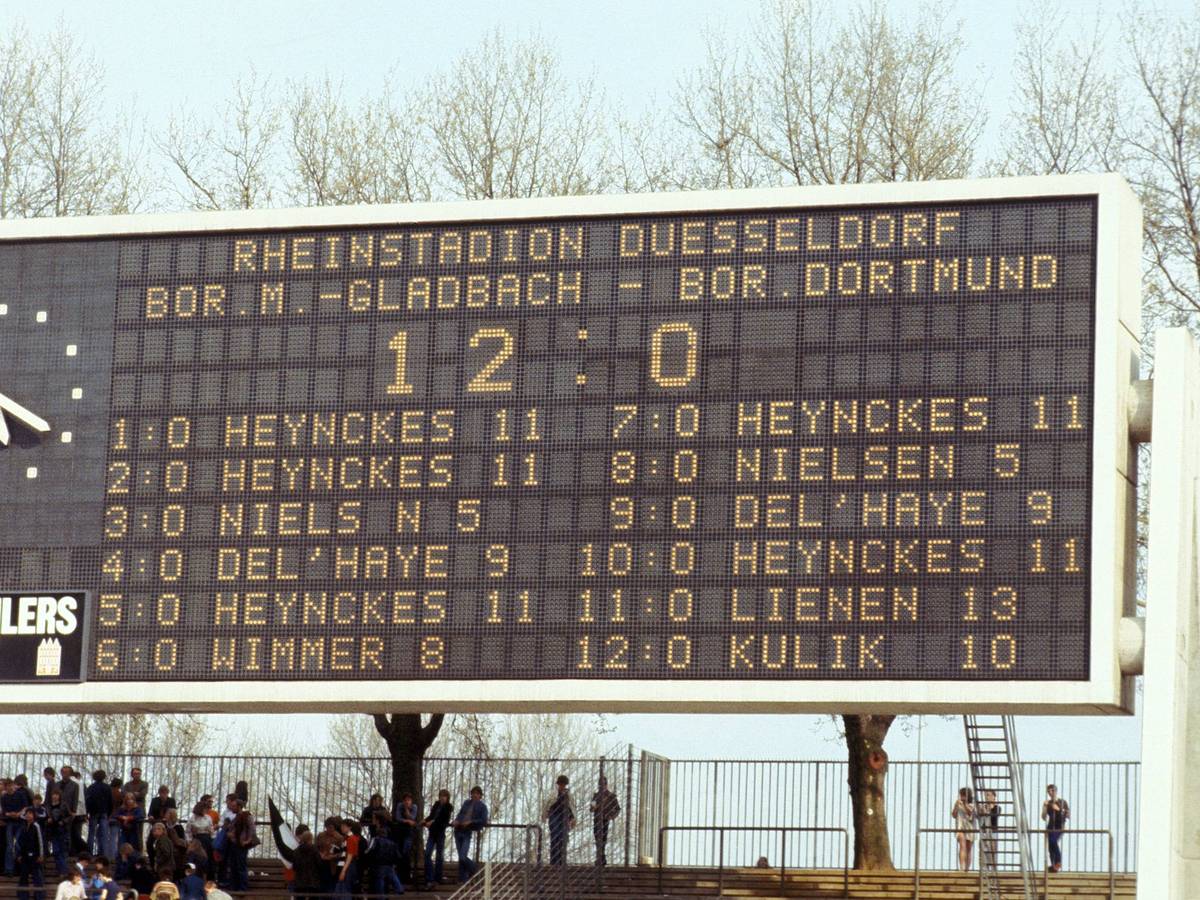 RHEINSTADION DUESSELDORF
BOR.M.-GLADBACH - BOR.DORTMUND
12:0
1:0 HEYNCKES 11 7:0 HEYNCKES 11
2:0 HEYNCKES 11 8:0 NIELSEN 5
3:0 NIELS N 5 9:0 DEL'HAYE 9
4:0 DEL'HAYE 9 10:0 HEYNCKES 11
5:0 HEYNCKES 11 11:0 LIENEN 13
6:0 WIMMER 8 12:0 KULIK 10